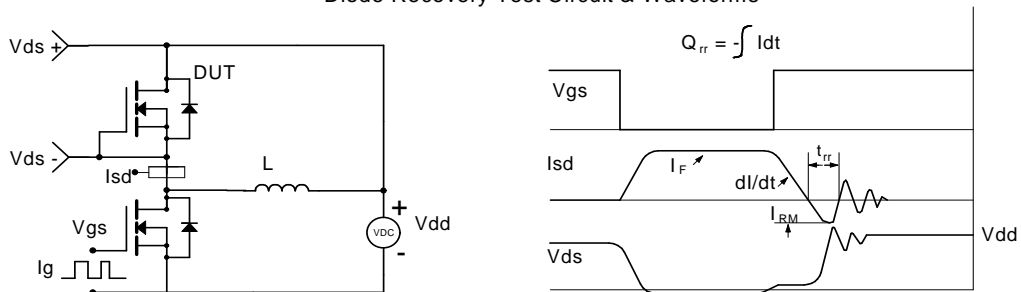 Diode Recovery Test Circuit & Waveforms
Vds +
DUT
Vds -
Isd
L
Vgs
Ig
+
VDC
-
Vdd
Q rr = -∫ Idt
Vgs
Isd
I F
dI/dt
t rr
I RM
Vds
Vdd